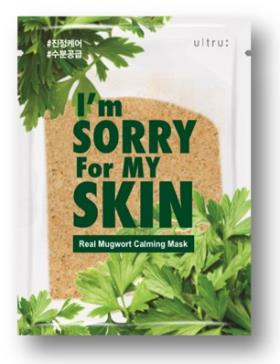 #진정케어
#수분공급
ultru:
I'm
SORRY
For MY
SKIN
Real Mugwort Calming Mask